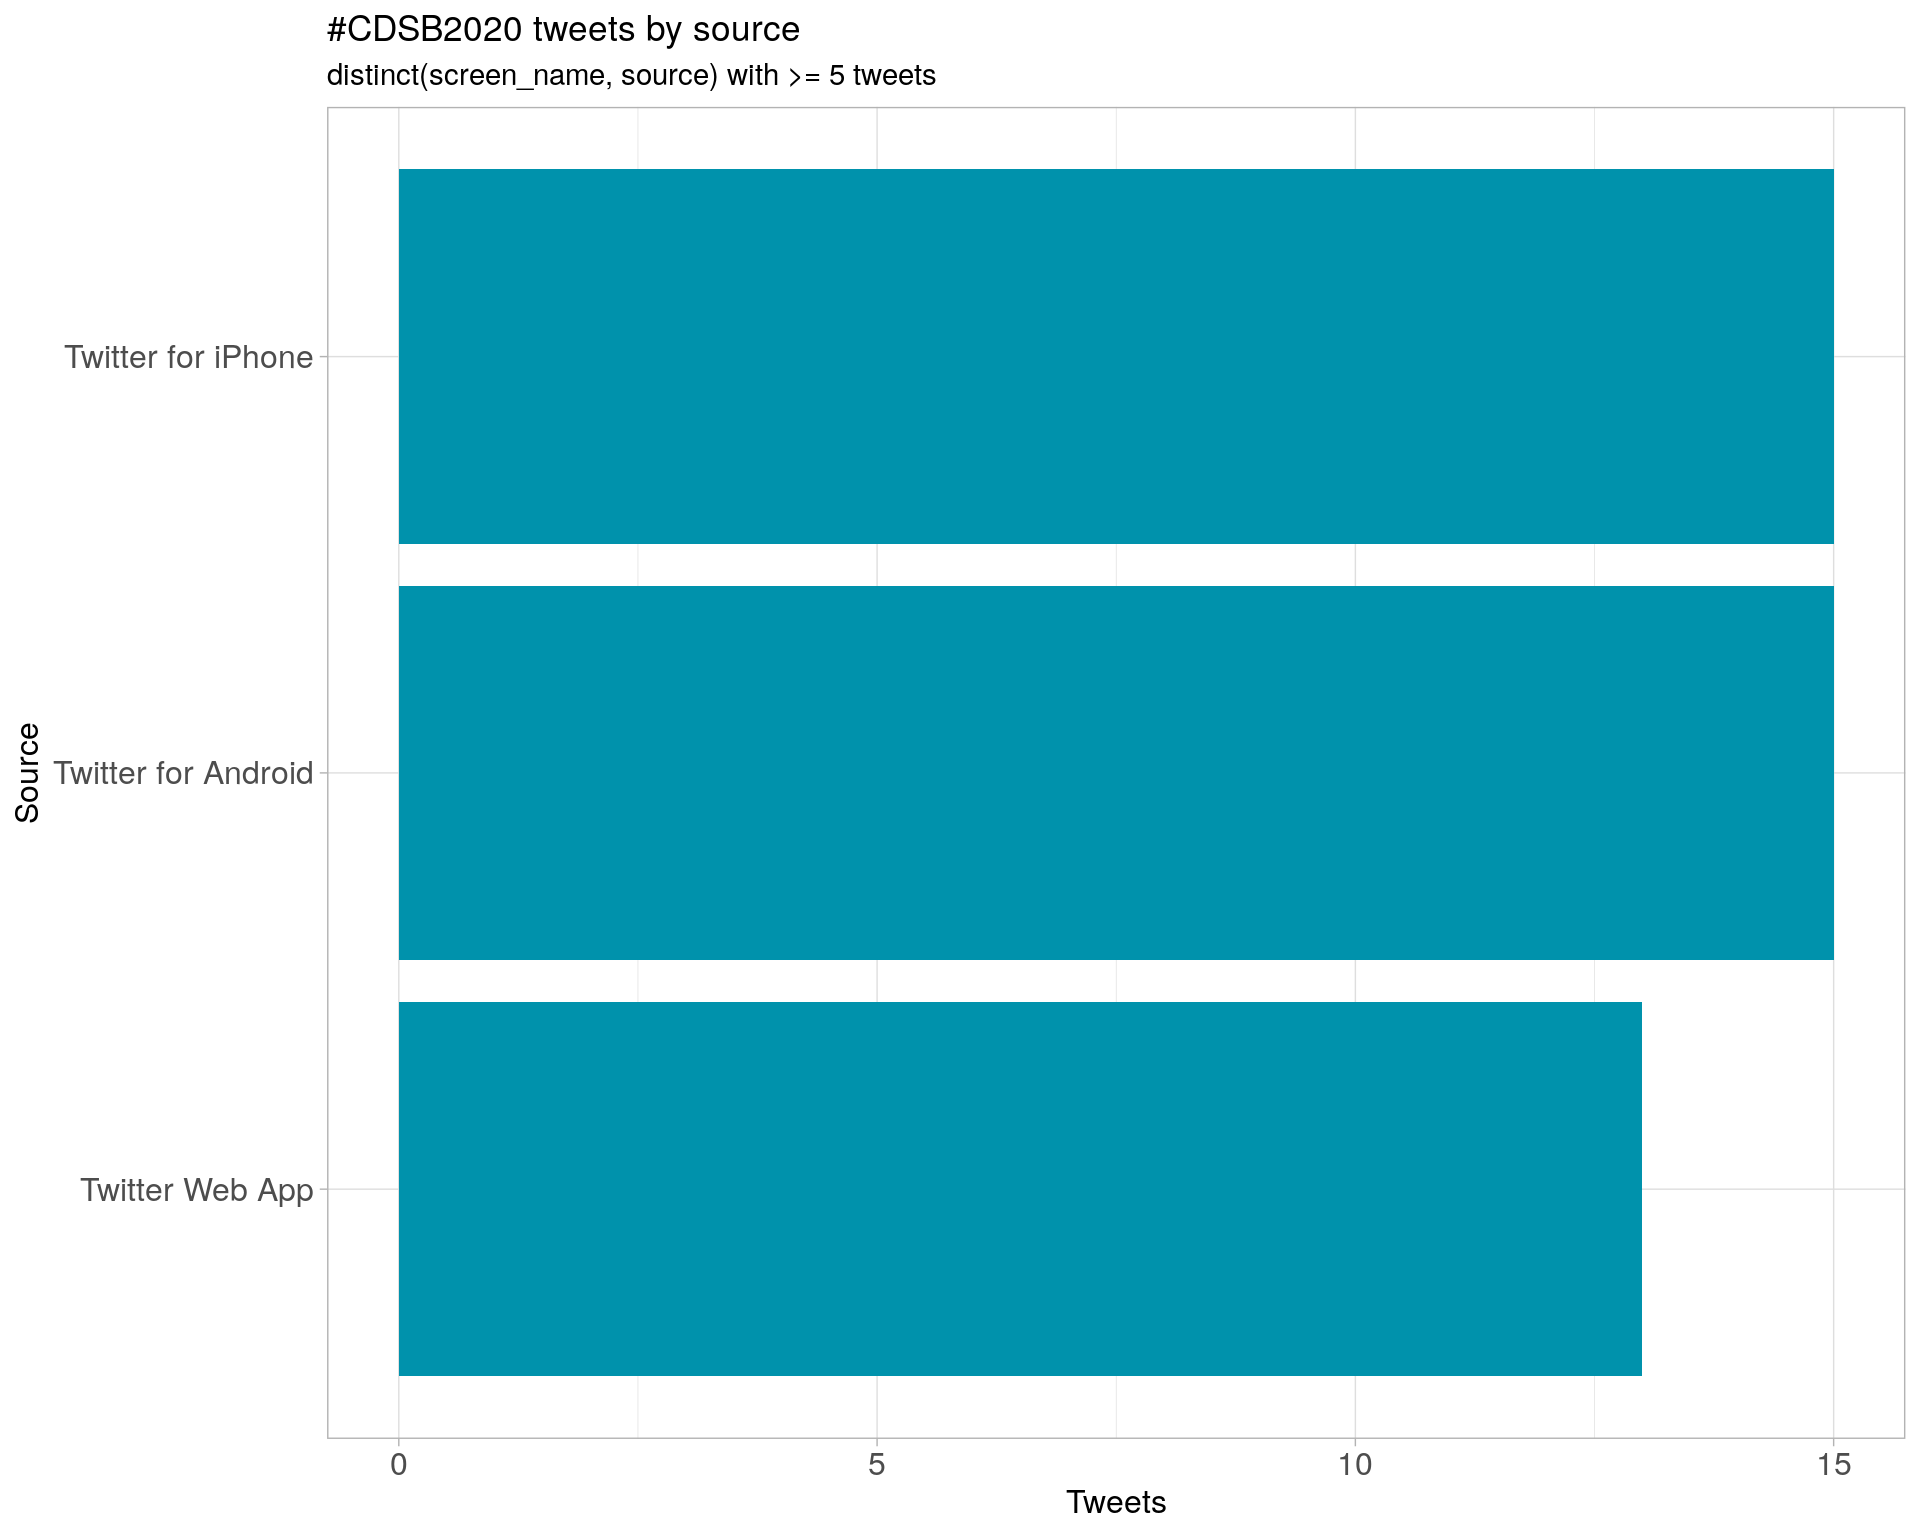 #CDSB2020 tweets by source
distinct(screen_name, source) with >= 5 tweets
Source
Twitter for iPhone
Twitter for Android
Twitter Web App
0 5 10 15
Tweets